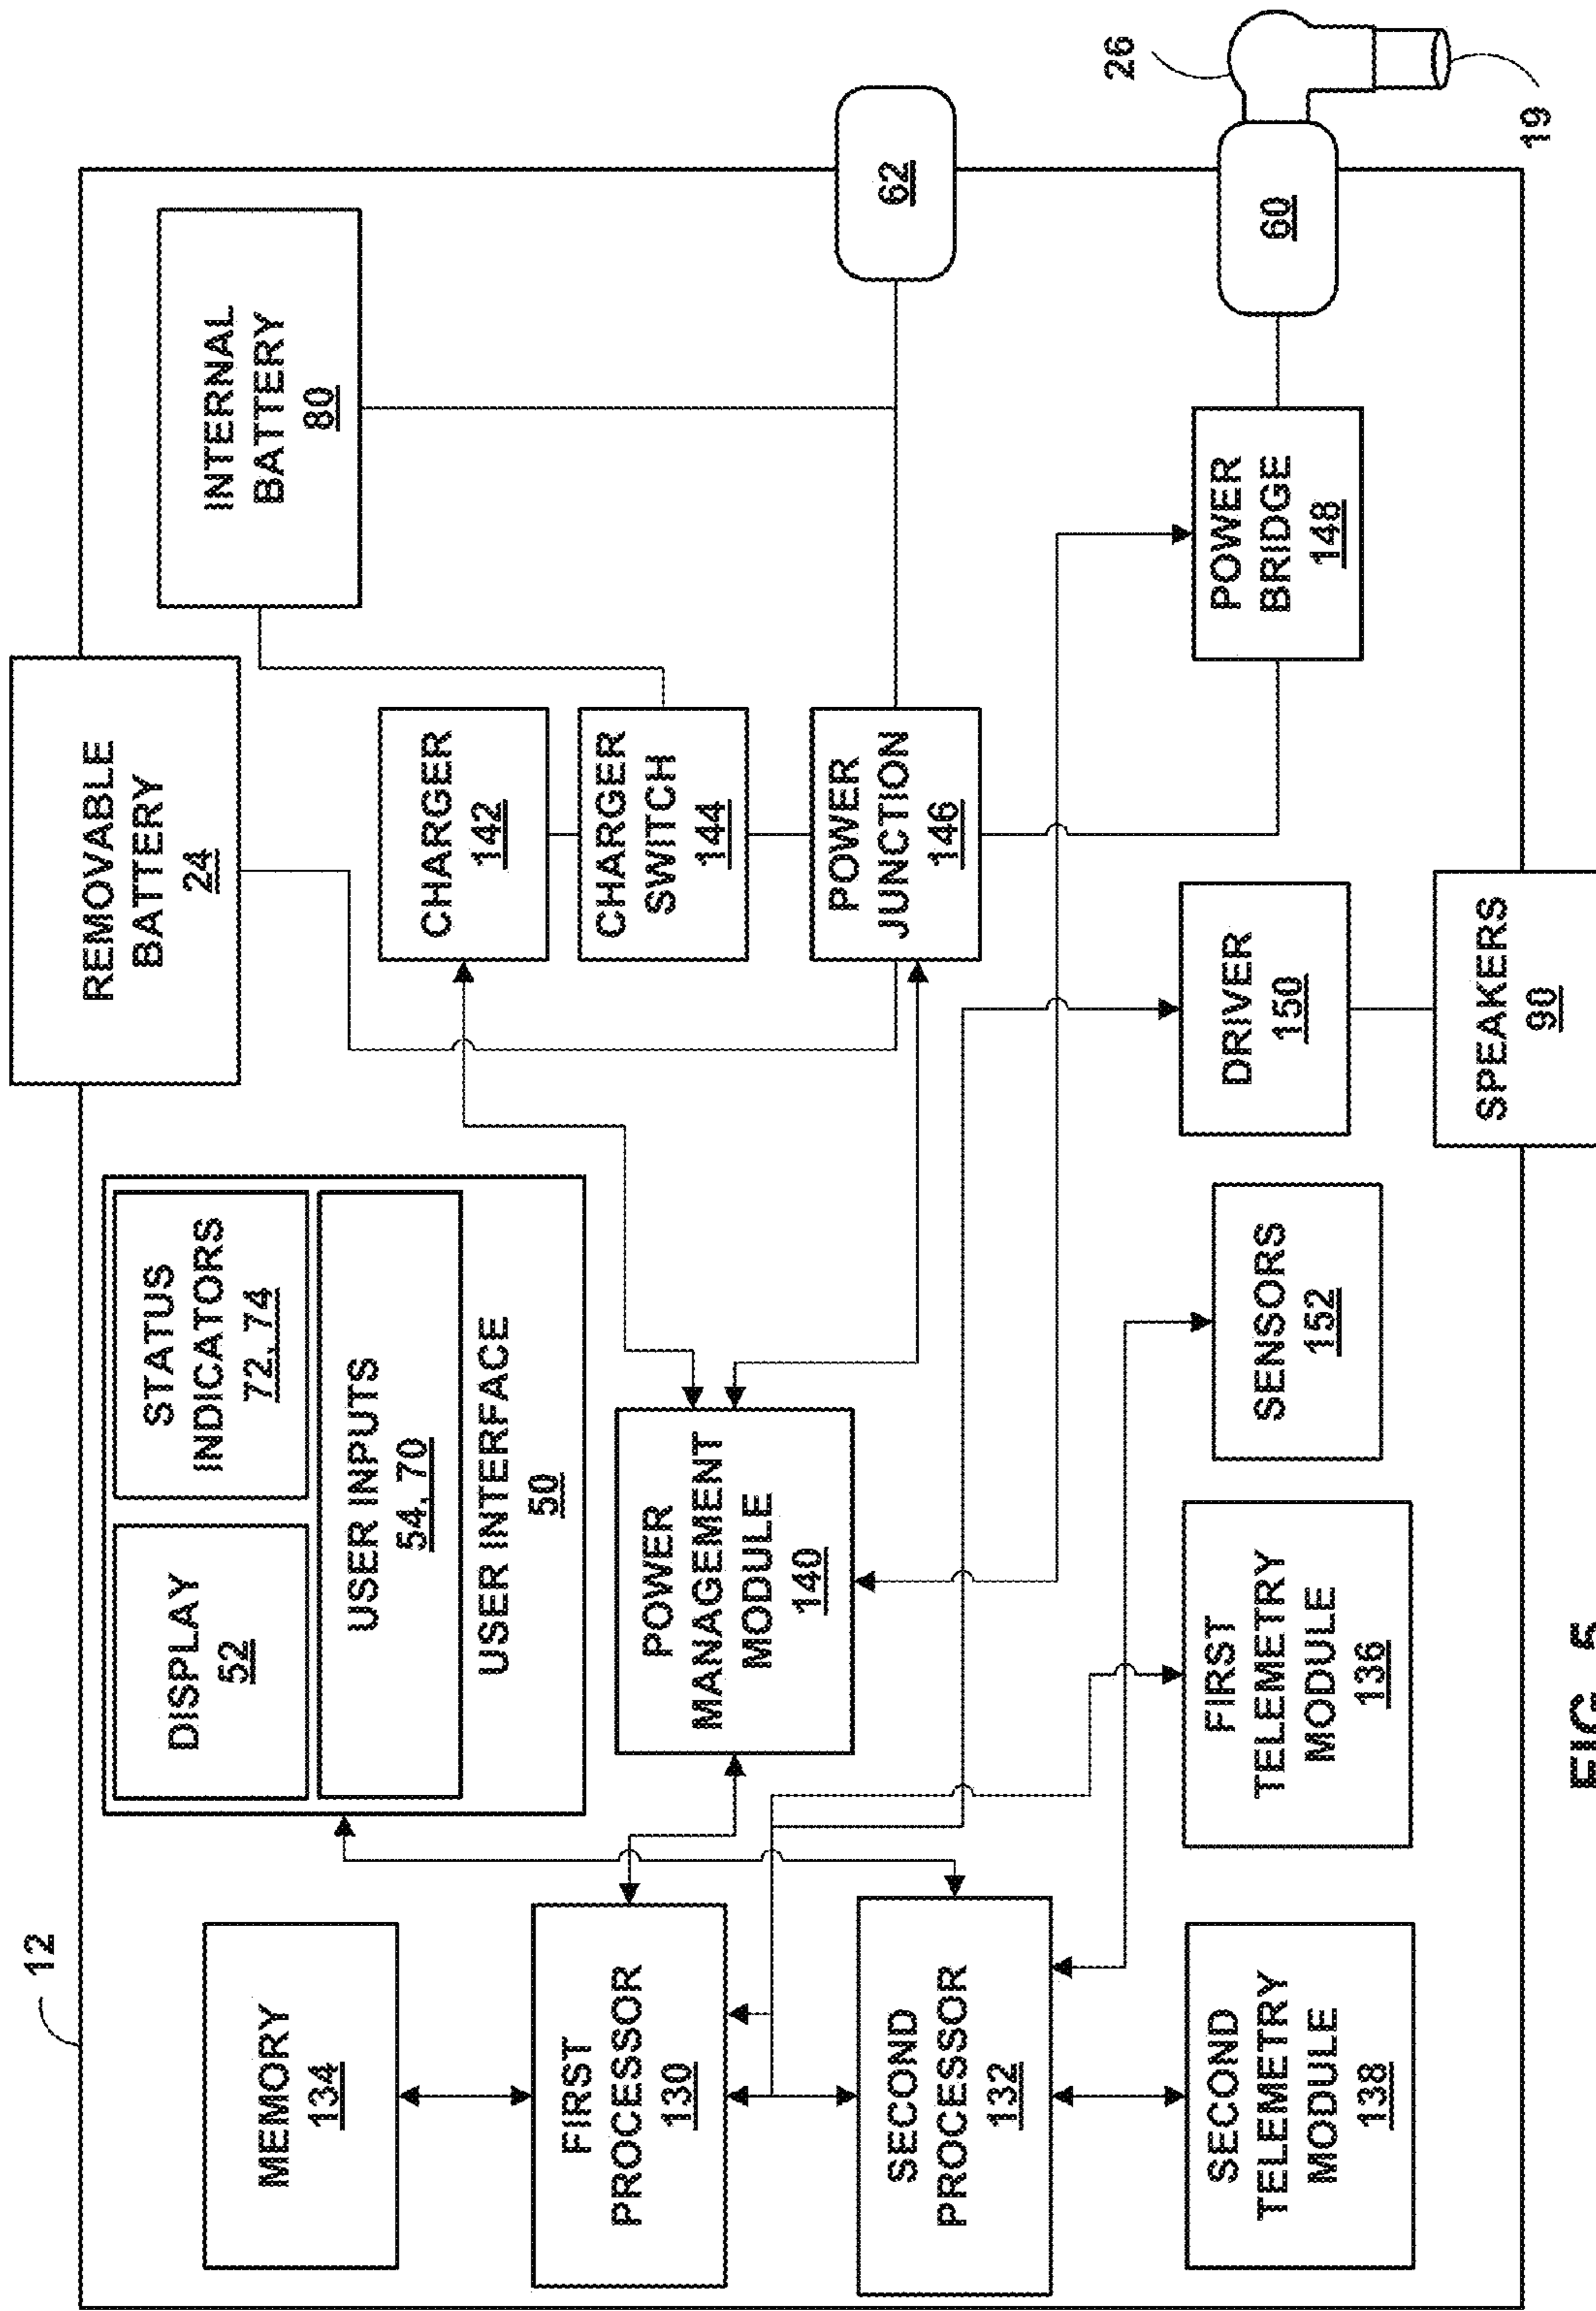 12
REMOVABLE
BATTERY
24
INTERNAL
BATTERY
80
DISPLAY
52
STATUS
INDICATORS
72, 74
USER INPUTS
54, 70
USER INTERFACE
50
MEMORY
134
CHARGER
142
FIRST
PROCESSOR
130
POWER
MANAGEMENT
MODULE
140
CHARGER
SWITCH
144
POWER
JUNCTION
146
62
SECOND
PROCESSOR
132
26
SECOND
TELEMETRY
MODULE
138
FIRST
TELEMETRY
MODULE
136
SENSORS
152
DRIVER
150
POWER
BRIDGE
148
60
19
SPEAKERS
90
FIG. 5